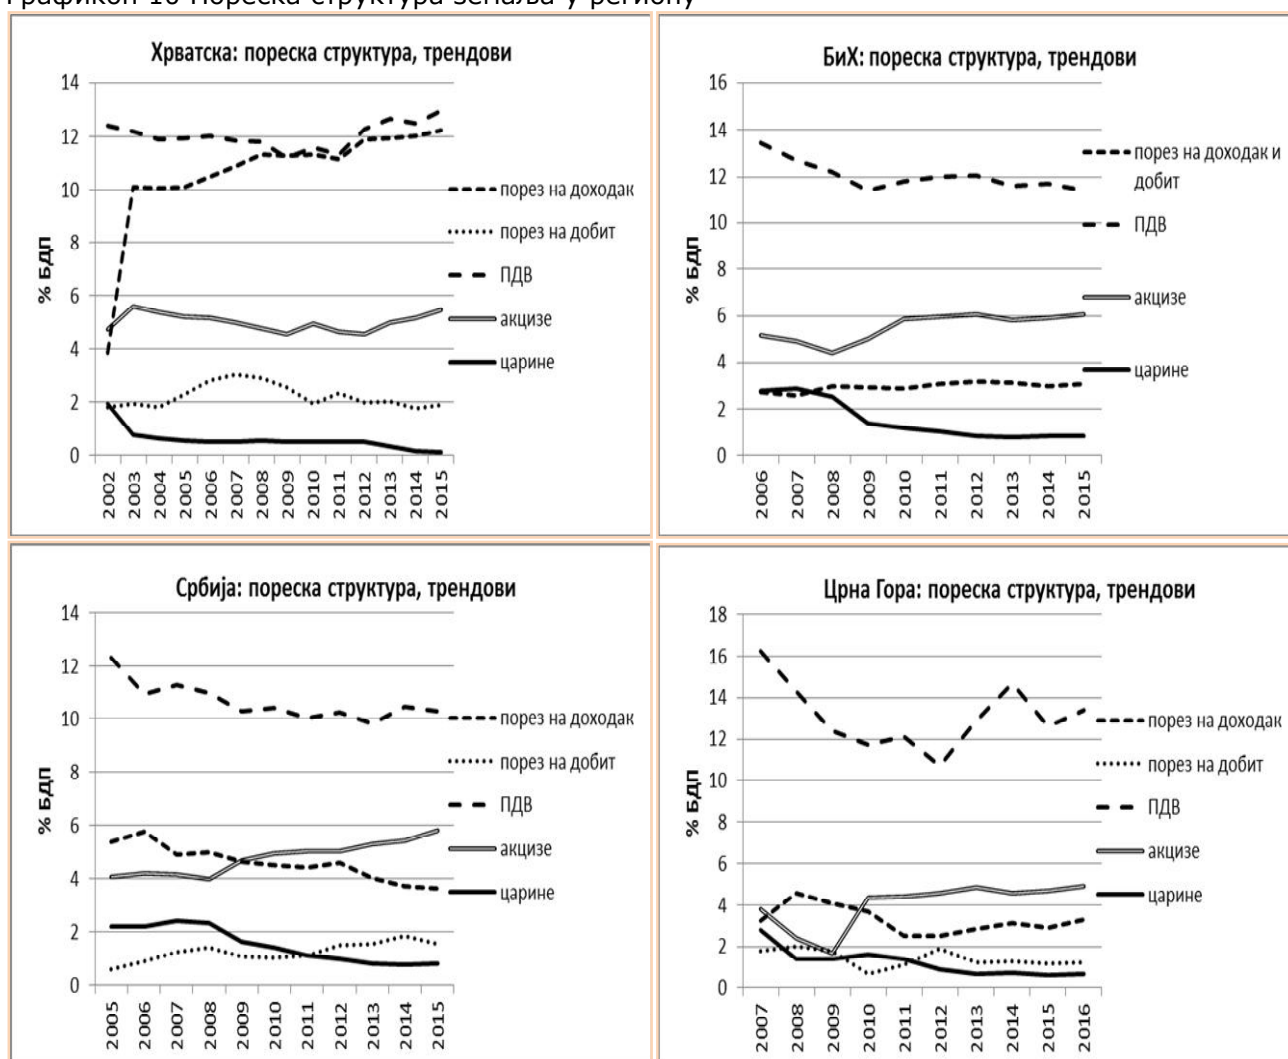 Графикон 10 Пореска структура земаља у региону
Хрватска: пореска структура, трендови
14
12
10
8
6
4
2
0
% БДП
2002
2003
2004
2005
2006
2007
2008
2009
2010
2011
2012
2013
2014
2015
порез на доходак
порез на добит
ПДВ
акцизе
царине
БиХ: пореска структура, трендови
16
14
12
10
8
6
4
2
0
2006
2007
2008
2009
2010
2011
2012
2013
2014
2015
порез на доходак и
добит
ПДВ
акцизе
царине
Србија: пореска структура, трендови
14
12
10
8
6
4
2
0
% БДП
2005
2006
2007
2008
2009
2010
2011
2012
2013
2014
2015
порез на доходак
порез на добит
ПДВ
акцизе
царине
Црна Гора: пореска структура, трендови
18
16
14
12
10
8
6
4
2
0
% БДП
2007
2008
2009
2010
2011
2012
2013
2014
2015
2016
порез на доходак
порез на добит
ПДВ
акцизе
царине